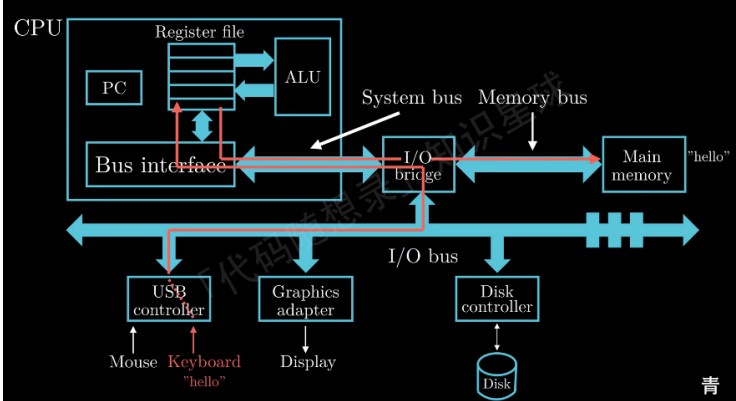 CPU
Register file
PC
ALU
System bus
Memory bus
Bus interface
I/O
bridge
Main
memory
"hello"
I/O bus
USB
controller
Graphics
adapter
Disk
controller
Mouse
Keyboard
"hello"
Display
Disk
「代码随想录」知识星球
青